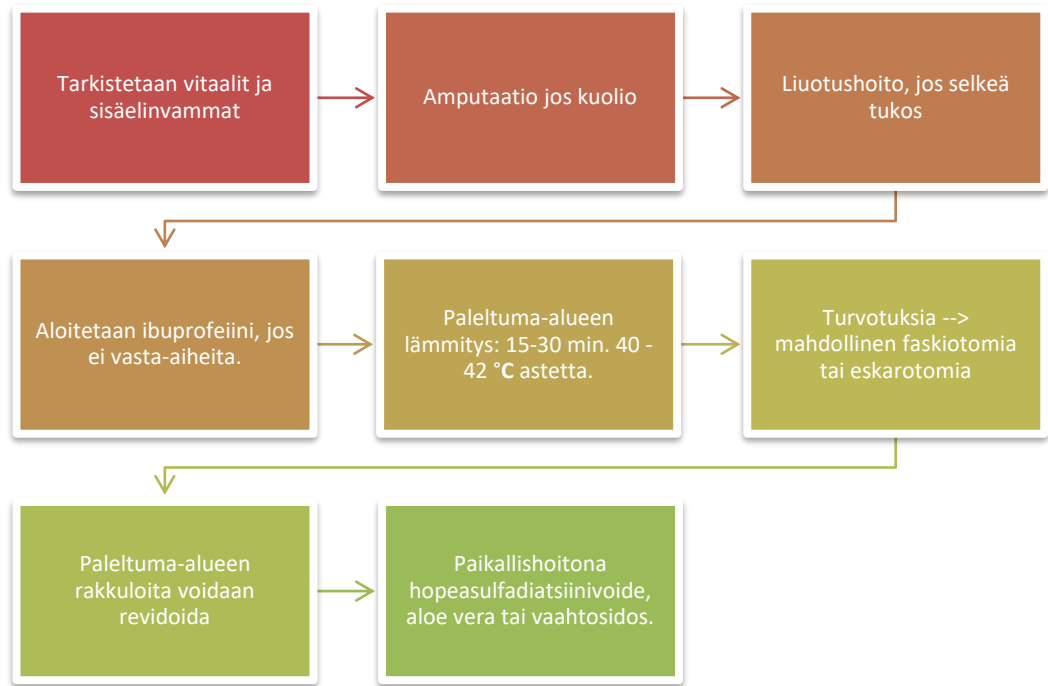 Tarkistetaan vitaalit ja
sisäelinvammat
Amputaatio jos kuolio
Liuotushoito, jos selkeä
tukos
Aloitetaan ibuprofeiini, jos
ei vasta-aiheita.
Paleltuma-alueen
lämmitys: 15-30 min. 40 -
42 °C astetta.
Turvotuksia -->
mahdollinen faskiotomia
tai eskarotomia
Paleltuma-alueen
rakkuloita voidaan
revidoida
Paikallishoitona
hopeasulfadiatsiinivoide,
aloe vera tai vaahtosidos.